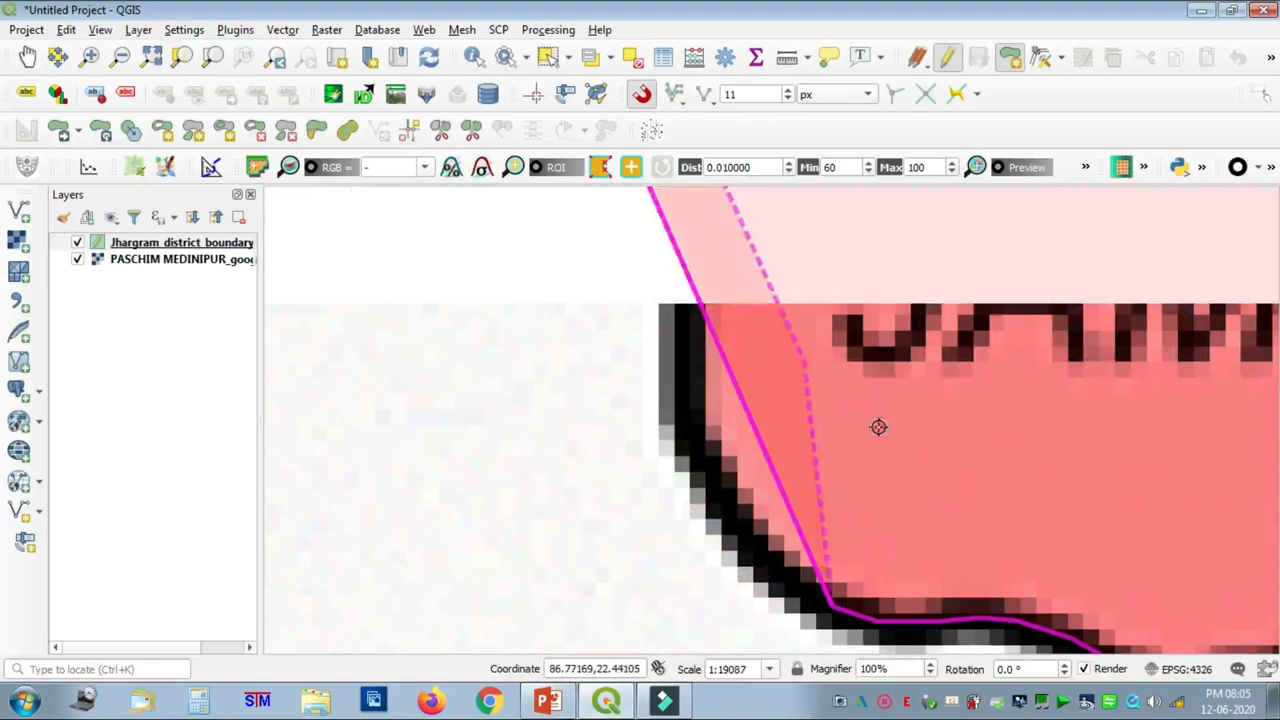 *Untitled Project - QGIS
Project Edit View Layer Settings Plugins Vector Raster Database Web Mesh SCP Processing Help
11 px
RGB = - ROI Dist 0.010000 Min 60 Max 100 Preview
Layers
Jhargram_district_boundary
PASCHIM MEDINIPUR_goog
Type to locate (Ctrl+K) Coordinate 86.77169,22.44105 Scale 1:19087 Magnifier 100% Rotation 0.0 ° Render EPSG:4326
STM
PM 08:05
12-06-2020